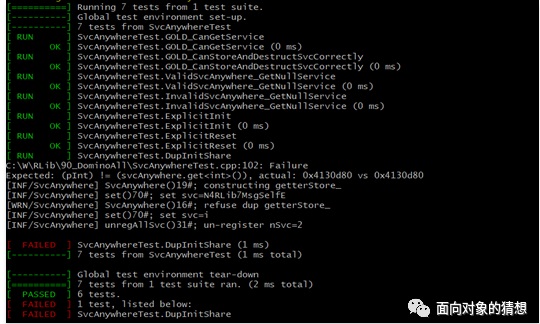 [==========] Running 7 tests from 1 test suite.
[----------] Global test environment set-up.
[----------] 7 tests from SvcAnywhereTest
[ RUN      ] SvcAnywhereTest.GOLD_CanGetService
[       OK ] SvcAnywhereTest.GOLD_CanGetService (0 ms)
[ RUN      ] SvcAnywhereTest.GOLD_CanStoreAndDestructSvcCorrectly
[       OK ] SvcAnywhereTest.GOLD_CanStoreAndDestructSvcCorrectly (0 ms)
[ RUN      ] SvcAnywhereTest.ValidSvcAnywhere_GetNullService
[       OK ] SvcAnywhereTest.ValidSvcAnywhere_GetNullService (0 ms)
[ RUN      ] SvcAnywhereTest.InvalidSvcAnywhere_GetNullService
[       OK ] SvcAnywhereTest.InvalidSvcAnywhere_GetNullService (0 ms)
[ RUN      ] SvcAnywhereTest.ExplicitInit
[       OK ] SvcAnywhereTest.ExplicitInit (0 ms)
[ RUN      ] SvcAnywhereTest.ExplicitReset
[       OK ] SvcAnywhereTest.ExplicitReset (0 ms)
[ RUN      ] SvcAnywhereTest.DupInitShare
C:\W\RLib\90_DominoAll\SvcAnywhereTest.cpp:102: Failure
Expected: (pInt) != (svcAnywhere.get<int>()), actual: 0x4130d80 vs 0x4130d80
[INF/SvcAnywhere] SvcAnywhere()19#; constructing getterStore_
[INF/SvcAnywhere] set()70#; set svc=N4RLib7MsgSelfE
[WRN/SvcAnywhere] SvcAnywhere()16#; refuse dup getterStore_
[INF/SvcAnywhere] set()70#; set svc=i
[INF/SvcAnywhere] unregAllSvc()31#; un-register nSvc=2
[  FAILED  ] SvcAnywhereTest.DupInitShare (1 ms)
[----------] 7 tests from SvcAnywhereTest (1 ms total)
[----------] Global test environment tear-down
[==========] 7 tests from 1 test suite ran. (2 ms total)
[  PASSED  ] 6 tests.
[  FAILED  ] 1 test, listed below:
[  FAILED  ] SvcAnywhereTest.DupInitShare
面向对象的猜想